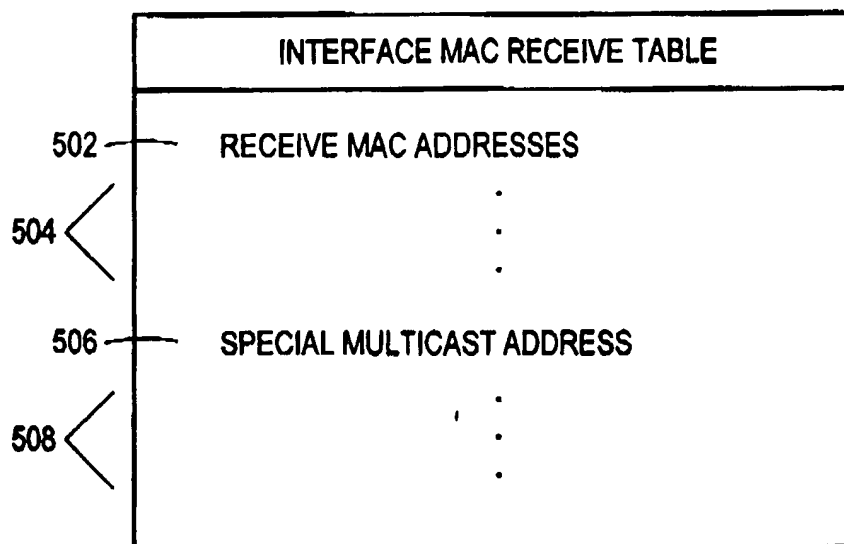 INTERFACE MAC RECEIVE TABLE
502 RECEIVE MAC ADDRESSES
504
506 SPECIAL MULTICAST ADDRESS
508